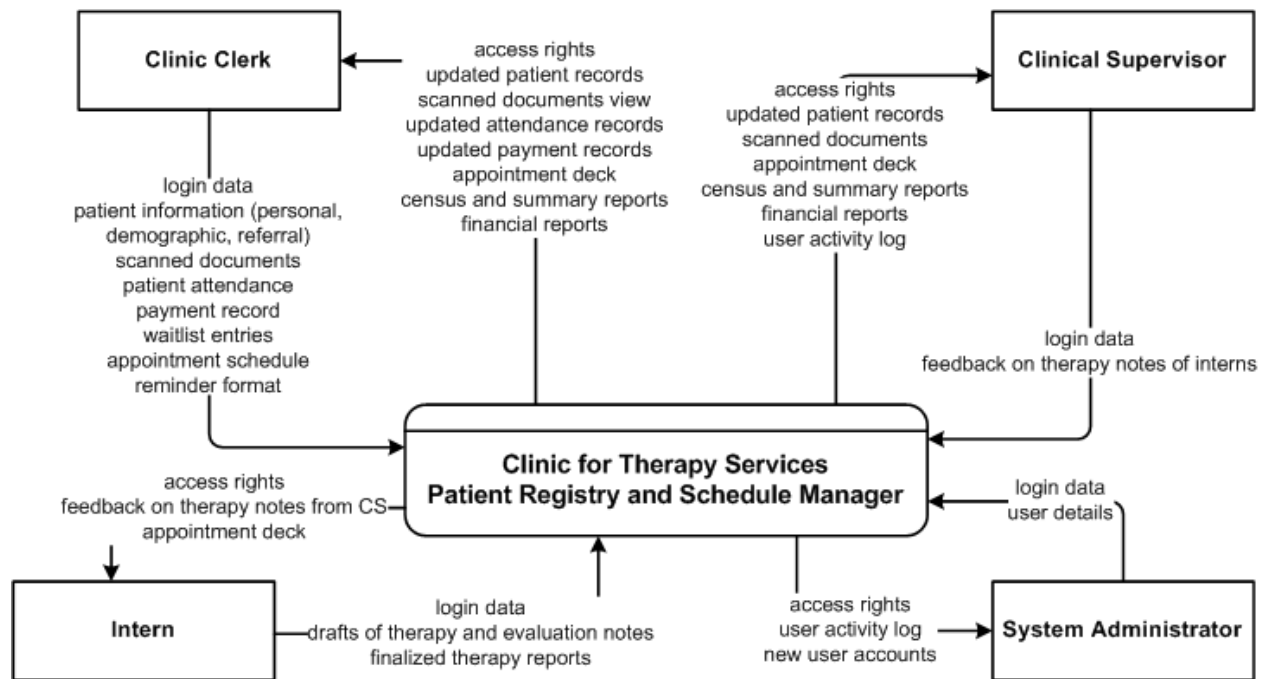 Clinic Clerk
access rights
updated patient records
scanned documents view
updated attendance records
updated payment records
appointment deck
census and summary reports
financial reports
Clinical Supervisor
access rights
updated patient records
scanned documents
appointment deck
census and summary reports
financial reports
user activity log
login data
patient information (personal,
demographic, referral)
scanned documents
patient attendance
payment record
waitlist entries
appointment schedule
reminder format
login data
feedback on therapy notes of interns
Clinic for Therapy Services
Patient Registry and Schedule Manager
access rights
feedback on therapy notes from CS
appointment deck
login data
user details
Intern
login data
drafts of therapy and evaluation notes
finalized therapy reports
access rights
user activity log
new user accounts
System Administrator